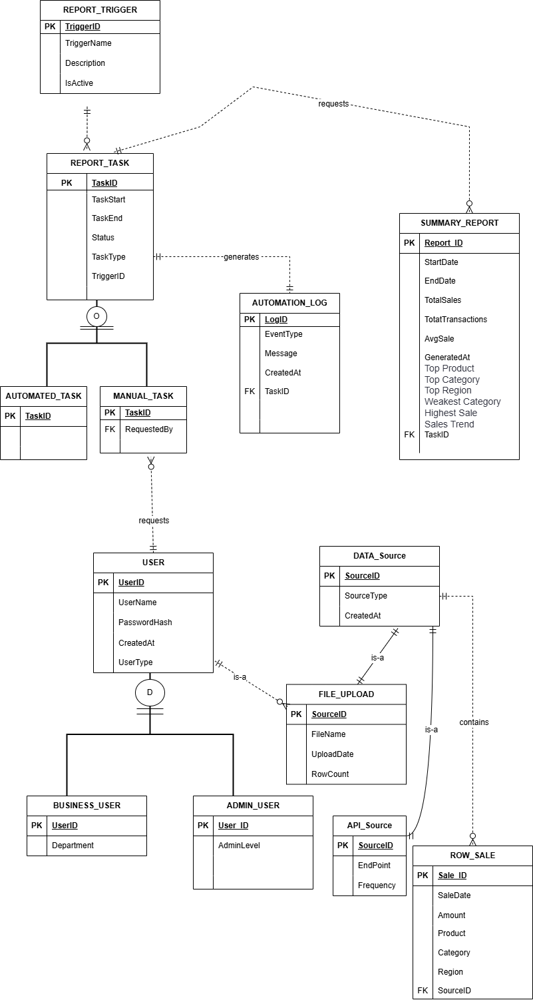 REPORT_TRIGGER
PK TriggerID
TriggerName
Description
IsActive
requests
REPORT_TASK
PK TaskID
TaskStart
TaskEnd
Status
TaskType
TriggerID
generates
O
SUMMARY_REPORT
PK Report_ID
StartDate
EndDate
TotalSales
TotatTransactions
AvgSale
GeneratedAt
Top Product
Top Category
Top Region
Weakest Category
Highest Sale
Sales Trend
FK TaskID
AUTOMATION_LOG
PK LogID
EventType
Message
CreatedAt
FK TaskID
AUTOMATED_TASK
PK TaskID
MANUAL_TASK
PK TaskID
FK RequestedBy
requests
USER
PK UserID
UserName
PasswordHash
CreatedAt
UserType
D
is-a
DATA_Source
PK SourceID
SourceType
CreatedAt
is-a
is-a
contains
FILE_UPLOAD
PK SourceID
FileName
UploadDate
RowCount
BUSINESS_USER
PK UserID
Department
ADMIN_USER
PK User_ID
AdminLevel
API_Source
PK SourceID
EndPoint
Frequency
ROW_SALE
PK Sale_ID
SaleDate
Amount
Product
Category
Region
FK SourceID